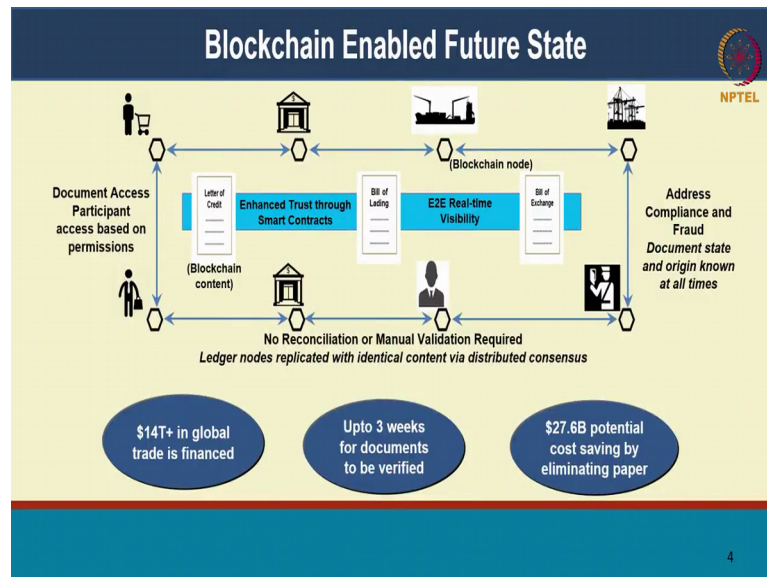 Blockchain Enabled Future State
NPTEL
(Blockchain node)
Document Access
Participant
access based on
permissions
Letter of
Credit
Enhanced Trust through
Smart Contracts
Bill of
Lading
E2E Real-time
Visibility
Bill of
Exchange
Address
Compliance and
Fraud
Document state
and origin known
at all times
(Blockchain
content)
No Reconciliation or Manual Validation Required
Ledger nodes replicated with identical content via distributed consensus
$14T+ in global
trade is financed
Upto 3 weeks
for documents
to be verified
$27.6B potential
cost saving by
eliminating paper
4